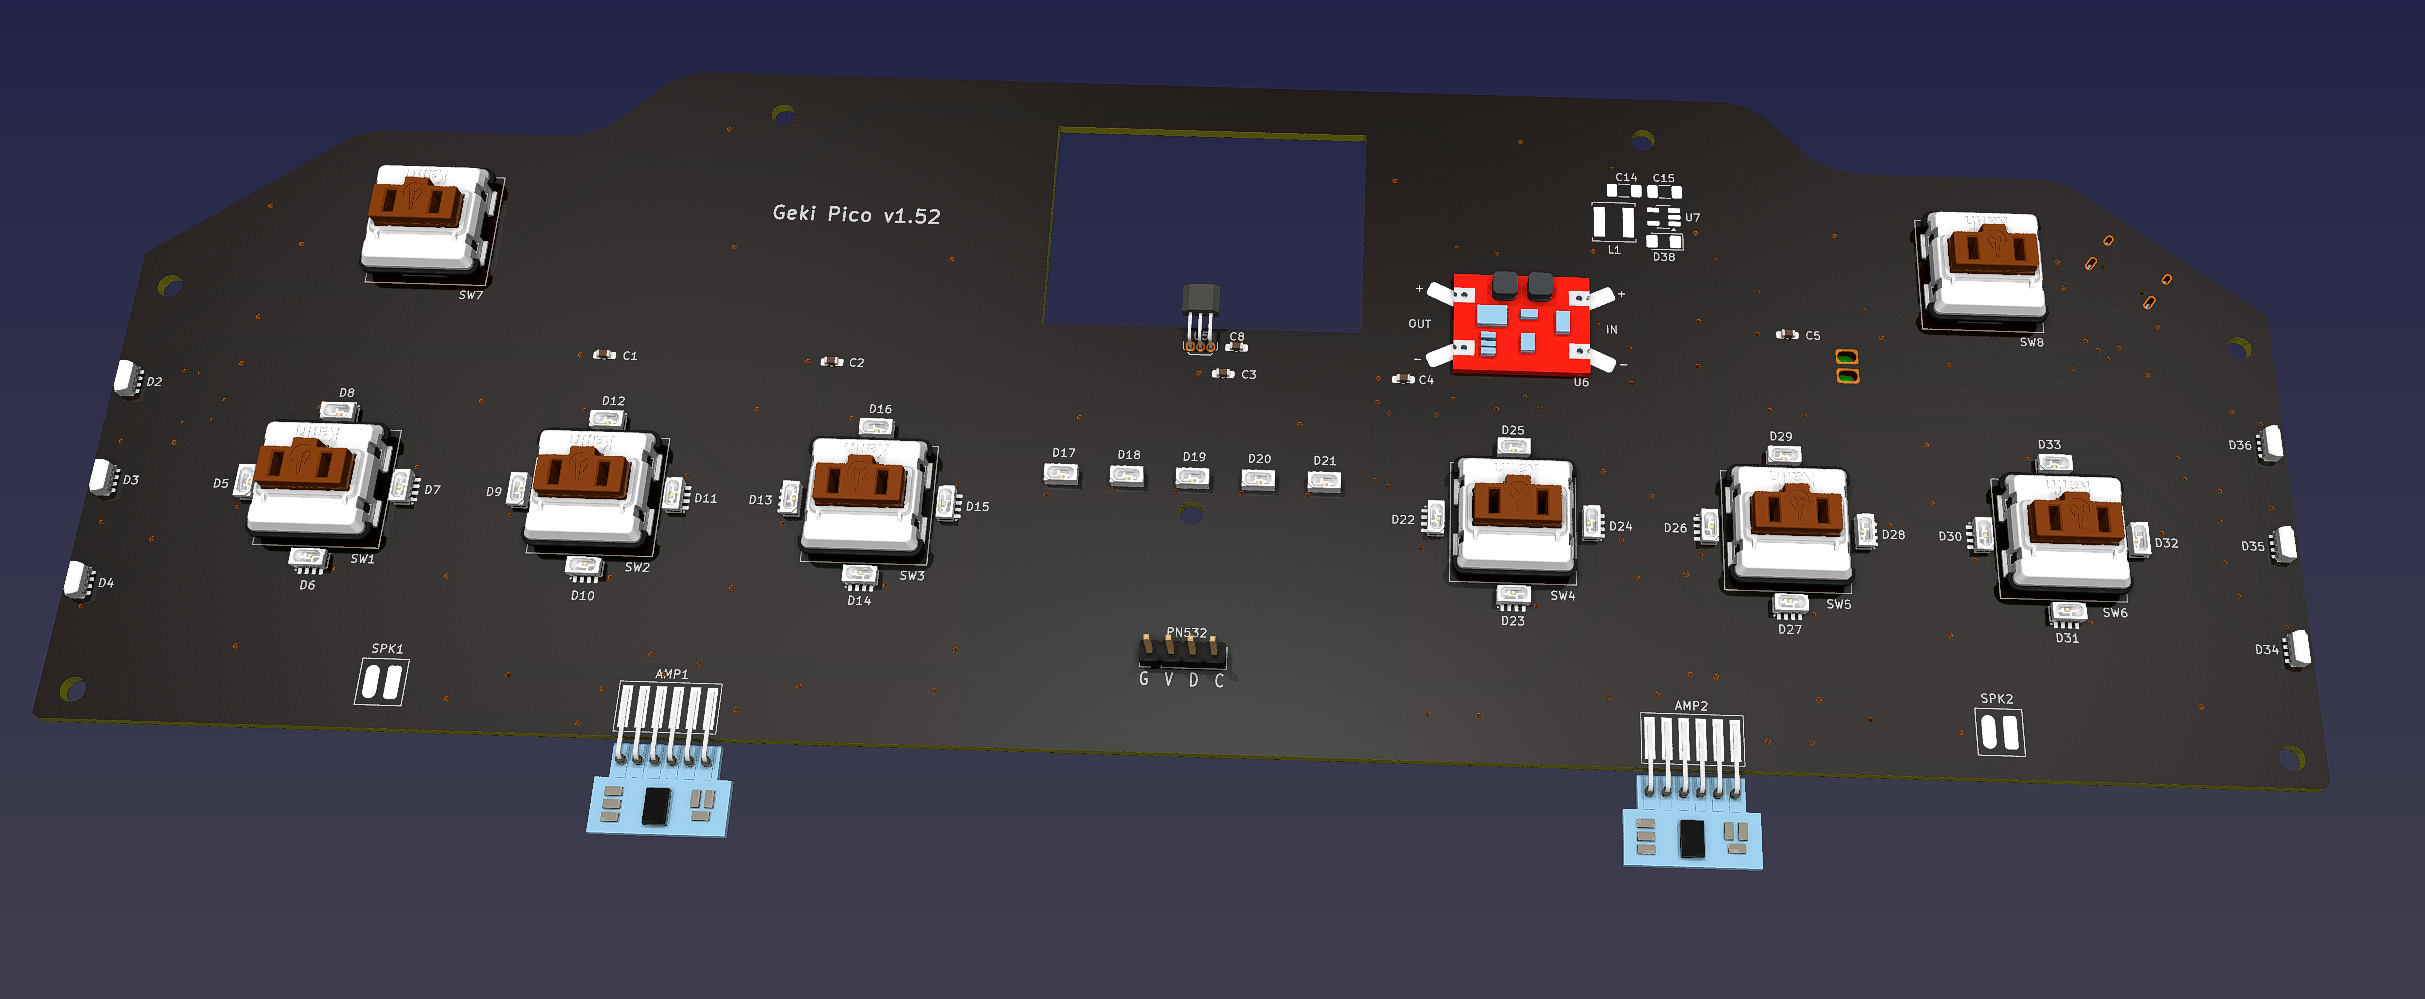 Geki Pico v1.52
SW7
C14
C15
U7
L1
D38
SW8
+
OUT
−
+
IN
−
U6
C8
C1
C2
C3
C4
C5
D2
D3
D4
D8
D5
D7
D6
SW1
D12
D9
D11
D10
SW2
D16
D13
D15
D14
SW3
D17
D18
D19
D20
D21
D25
D22
D24
D23
SW4
D29
D26
D28
D27
SW5
D33
D30
D32
D31
SW6
D36
D35
D34
SPK1
AMP1
PN532
G V D C
AMP2
SPK2